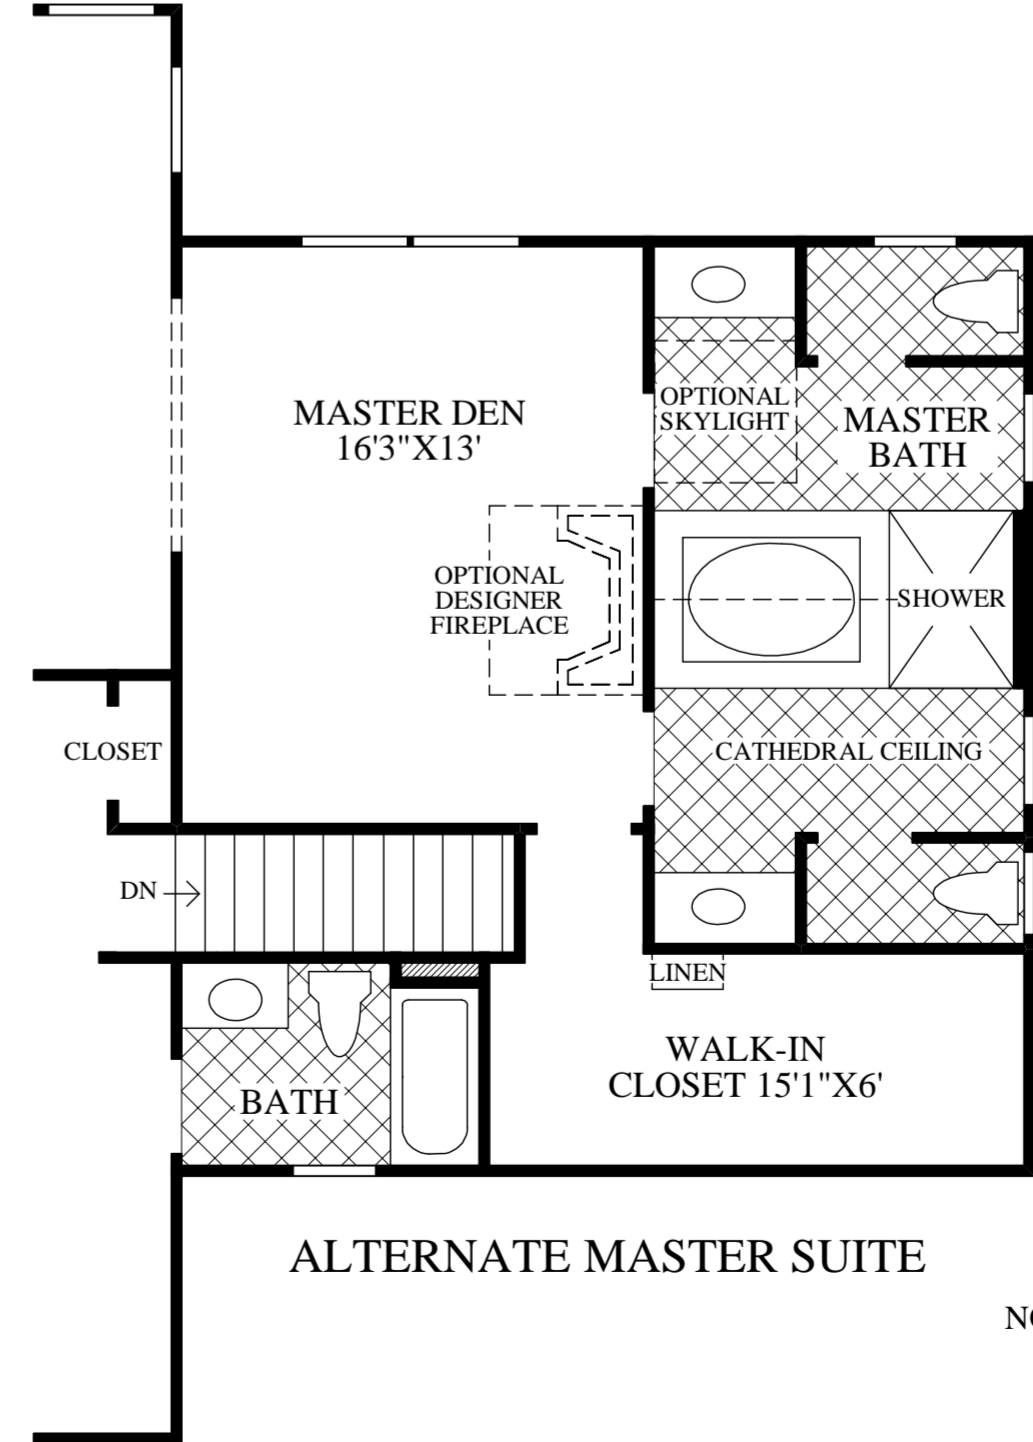 MASTER DEN
16'3"X13'
OPTIONAL
SKYLIGHT
MASTER
BATH
OPTIONAL
DESIGNER
FIREPLACE
SHOWER
CLOSET
CATHEDRAL CEILING
DN
LINEN
WALK-IN
CLOSET 15'1"X6'
BATH
ALTERNATE MASTER SUITE